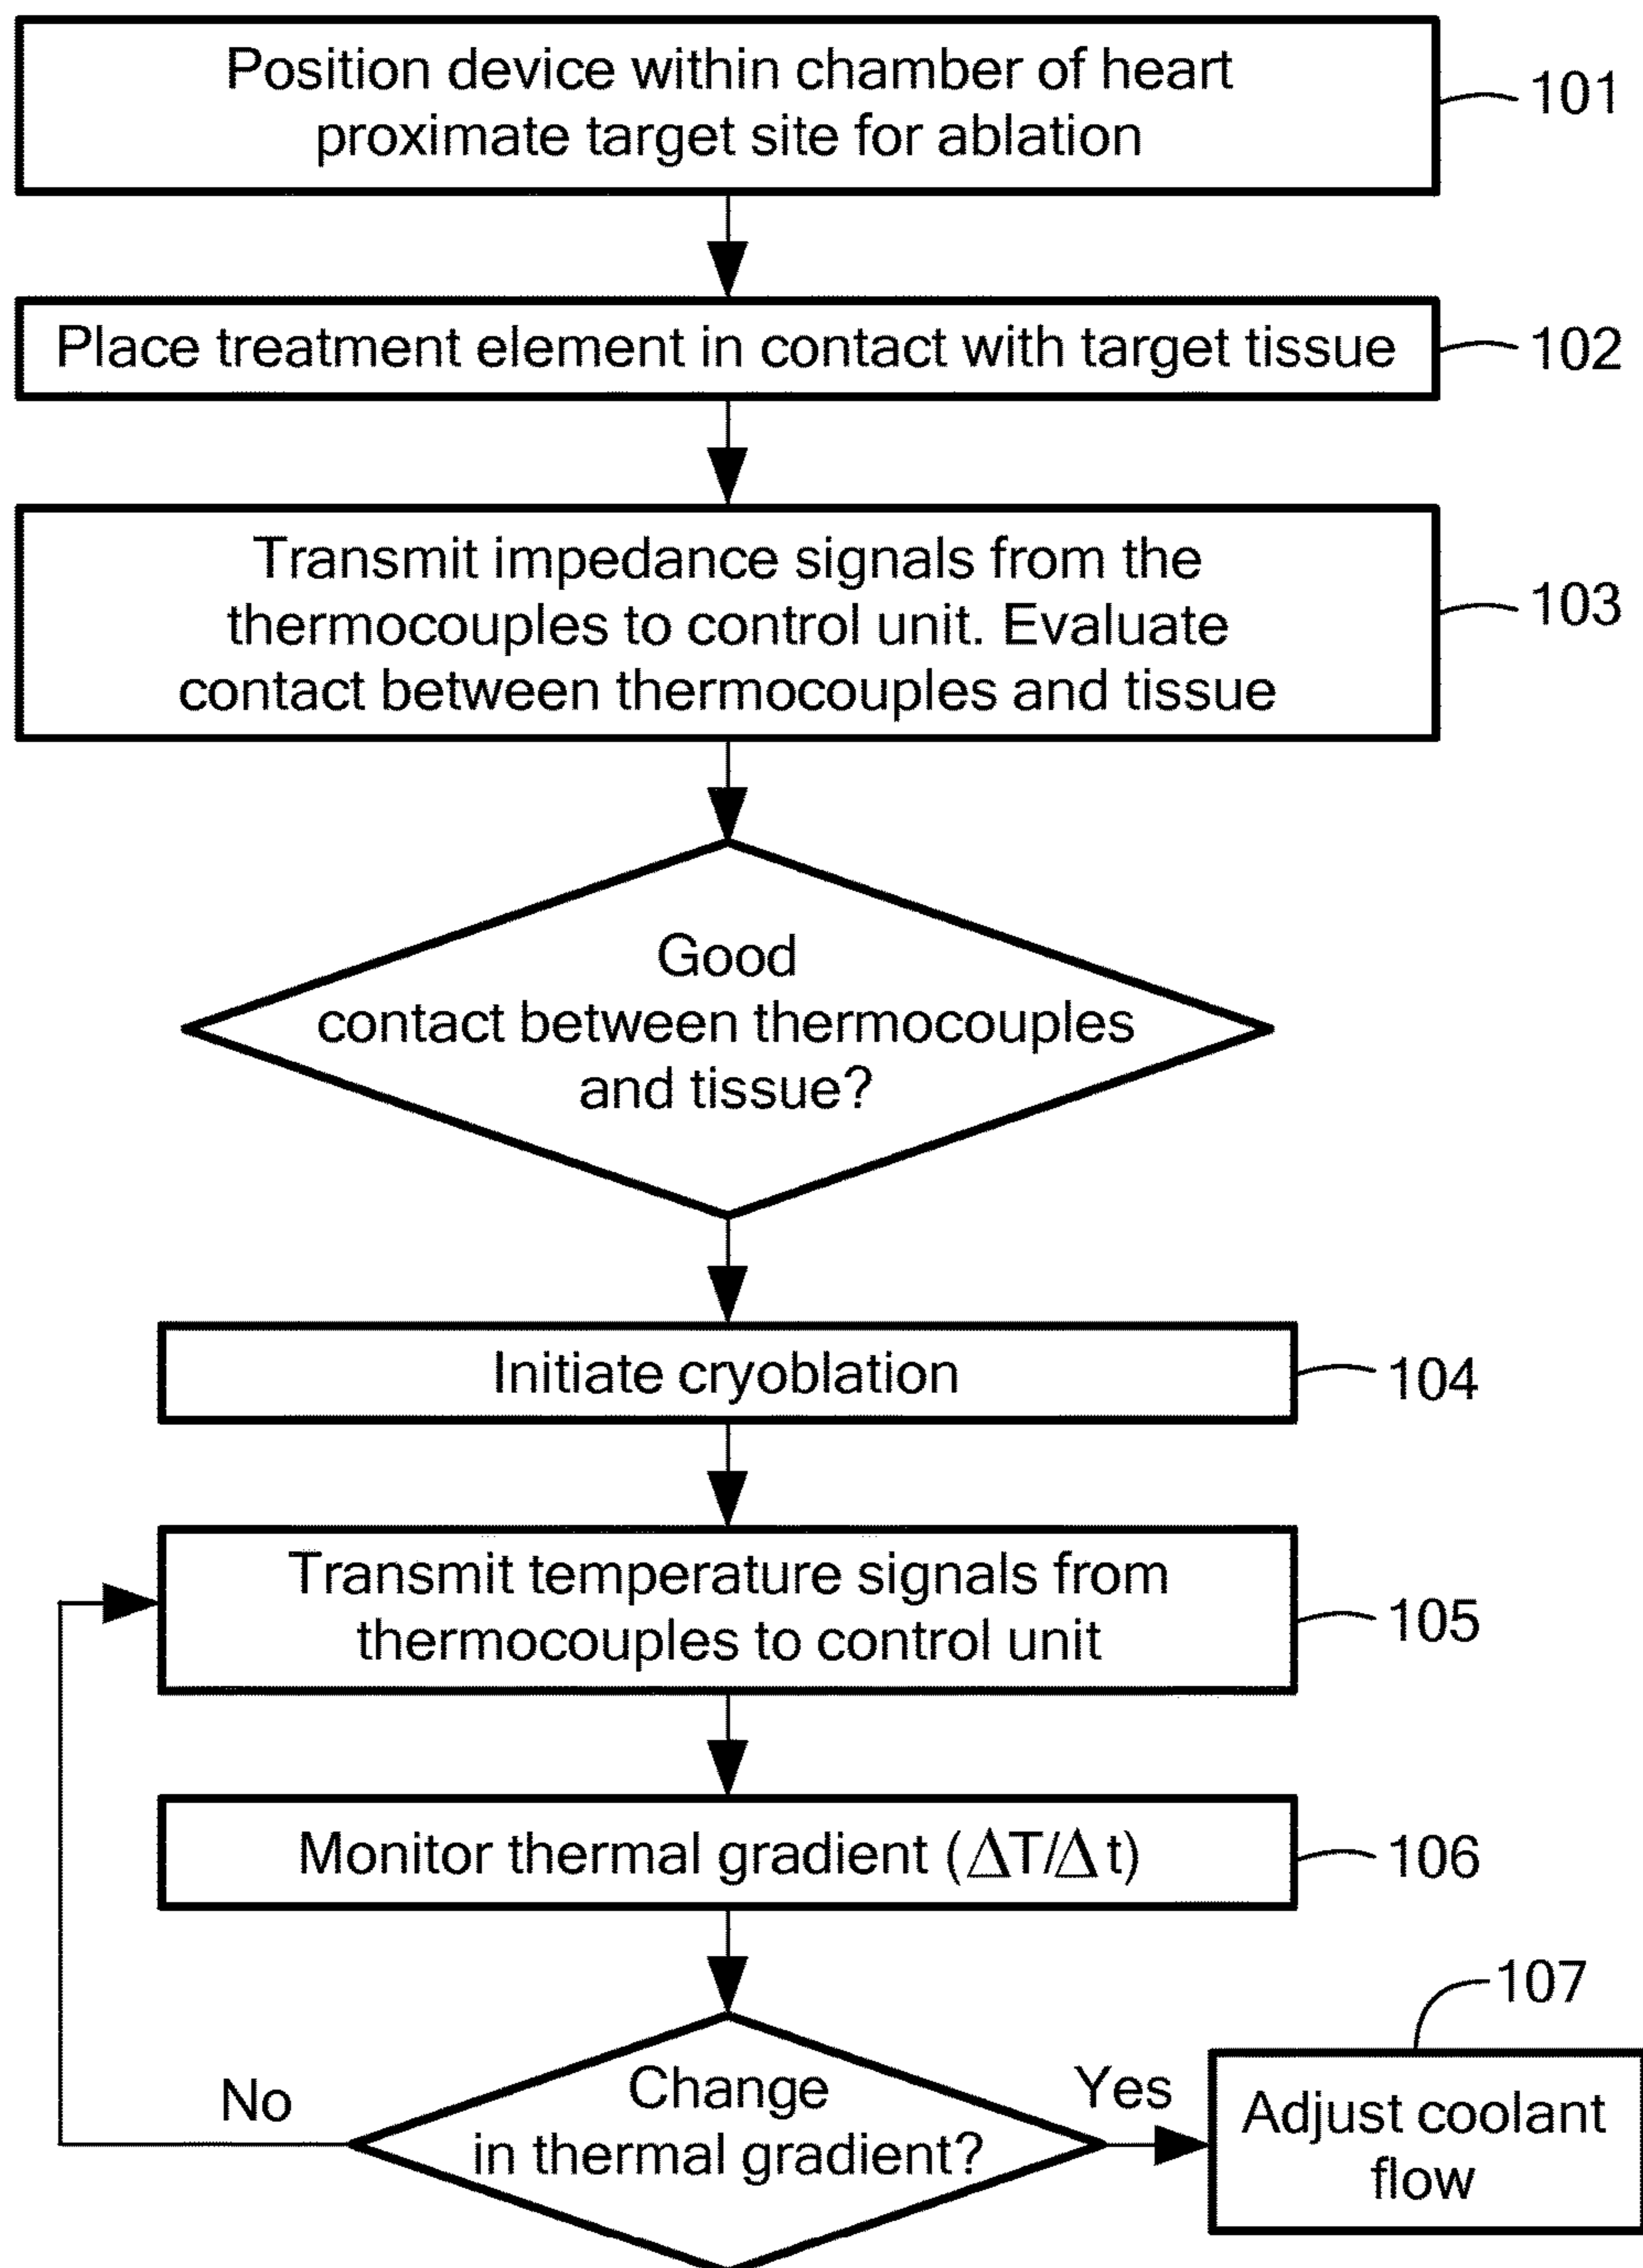 Position device within chamber of heart
proximate target site for ablation
101
Place treatment element in contact with target tissue
102
Transmit impedance signals from the
thermocouples to control unit. Evaluate
contact between thermocouples and tissue
103
Good
contact between thermocouples
and tissue?
Initiate cryoblation
104
Transmit temperature signals from
thermocouples to control unit
105
Monitor thermal gradient (ΔT/Δ t)
106
107
Change
in thermal gradient?
No
Yes
Adjust coolant
flow